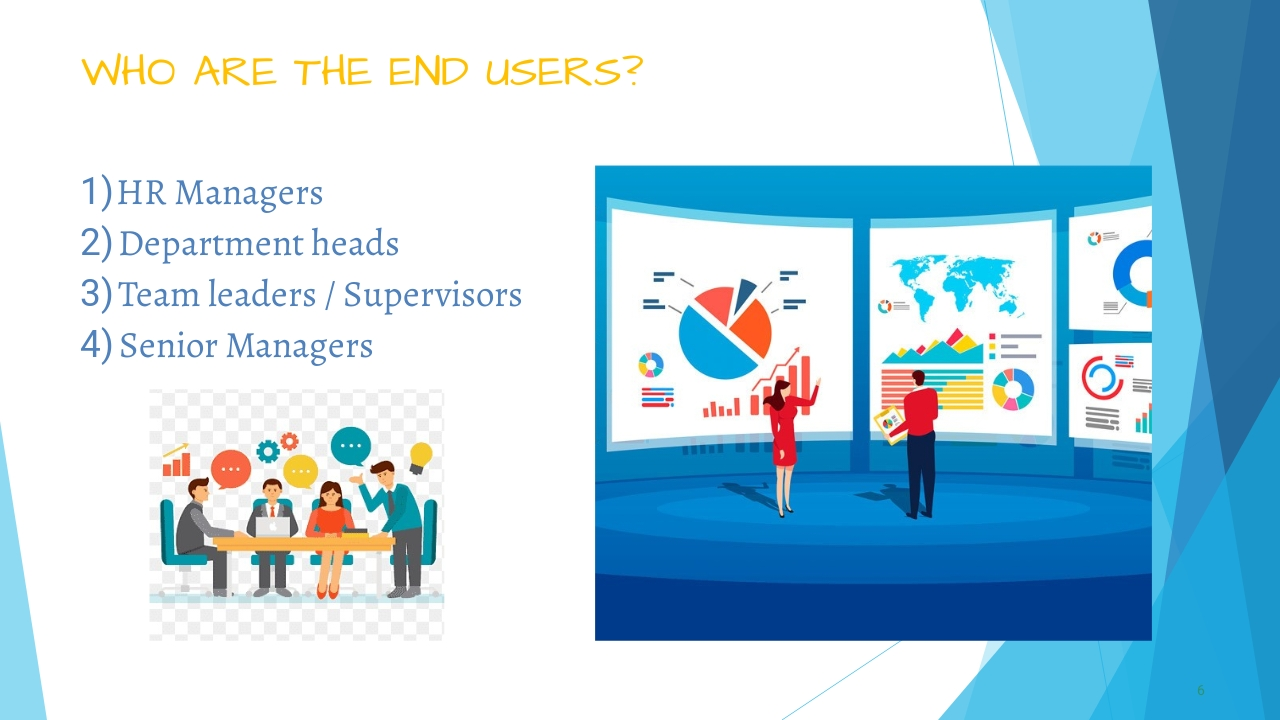 WHO ARE THE END USERS?
1) HR Managers
2) Department heads
3) Team leaders / Supervisors
4) Senior Managers
6